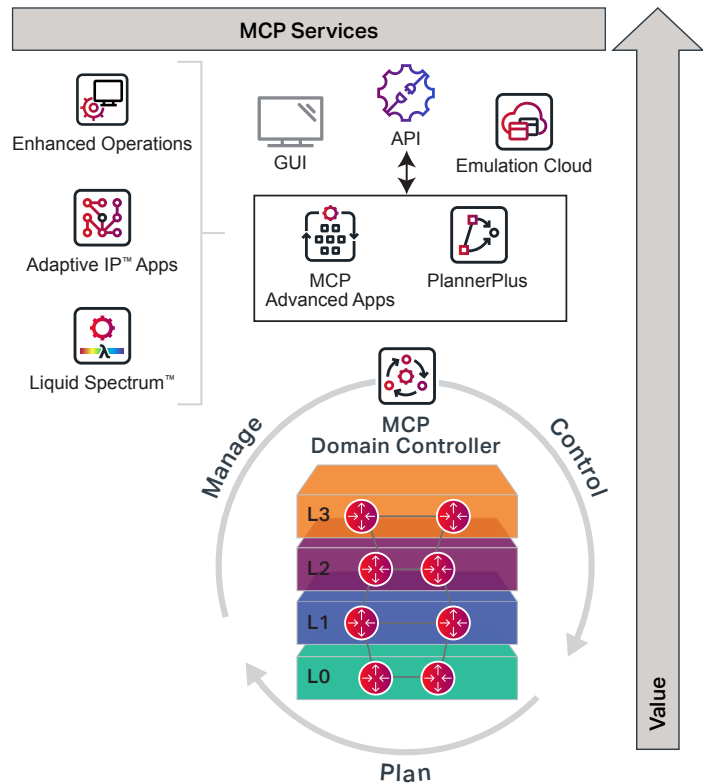 MCP Services
Enhanced Operations
GUI
API
Emulation Cloud
Adaptive IP™ Apps
MCP
Advanced Apps
PlannerPlus
Liquid Spectrum™
MCP
Domain Controller
Manage
Control
L3
L2
L1
L0
Plan
Value
λ